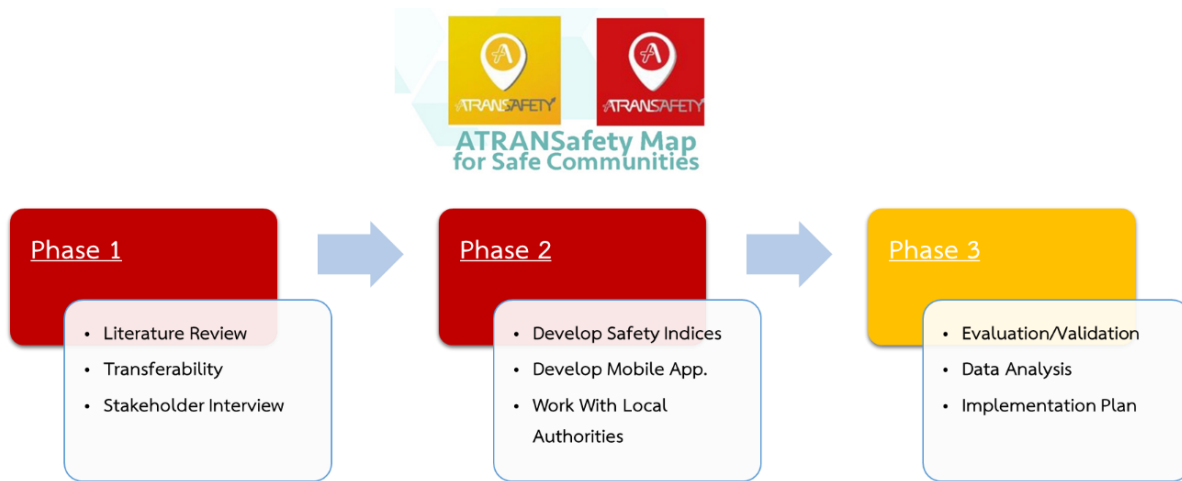 A
ATRANSAFETY
A
ATRANSAFETY
ATRANSafety Map
for Safe Communities
Phase 1
• Literature Review
• Transferability
• Stakeholder Interview
Phase 2
• Develop Safety Indices
• Develop Mobile App.
• Work With Local
Authorities
Phase 3
• Evaluation/Validation
• Data Analysis
• Implementation Plan